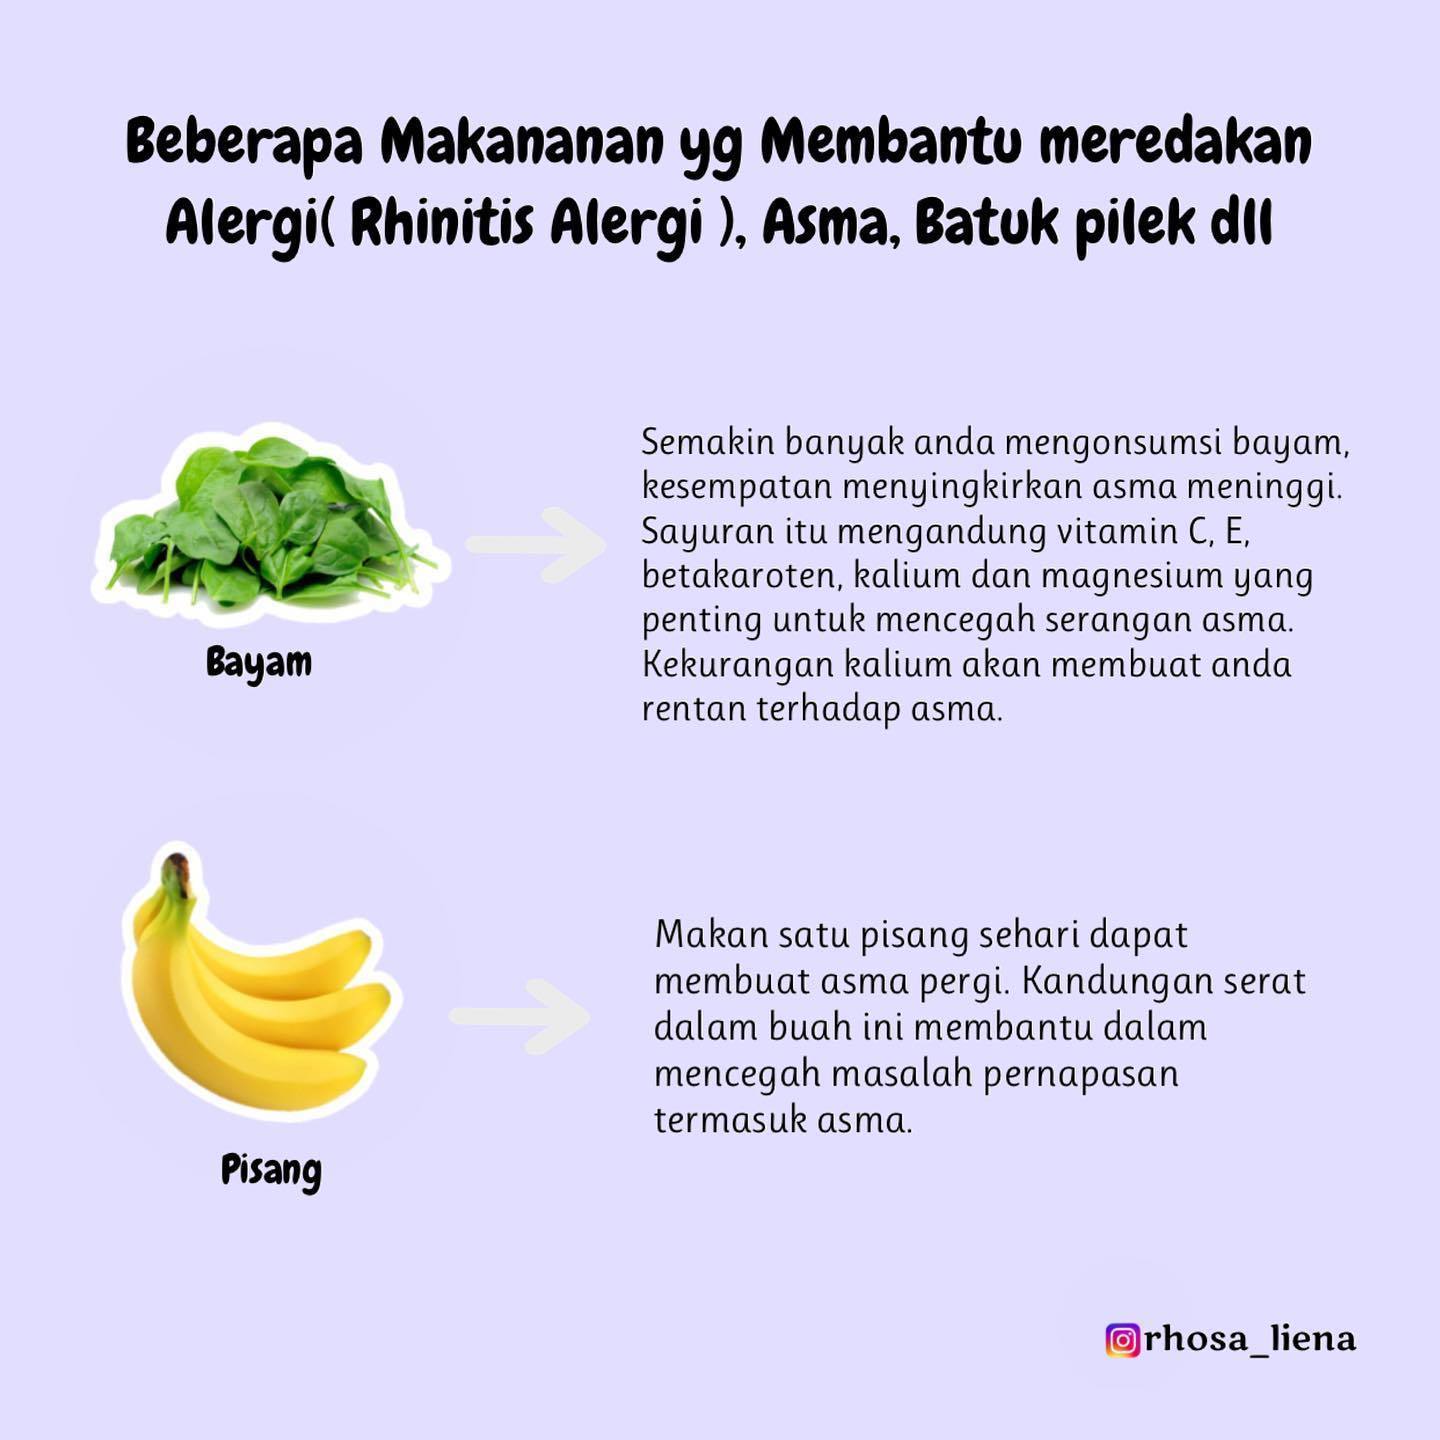 Beberapa Makananan yg Membantu meredakan
Alergi( Rhinitis Alergi ), Asma, Batuk pilek dll
Semakin banyak anda mengonsumsi bayam,
kesempatan menyingkirkan asma meninggi.
Sayuran itu mengandung vitamin C, E,
betakaroten, kalium dan magnesium yang
penting untuk mencegah serangan asma.
Kekurangan kalium akan membuat anda
rentan terhadap asma.
Bayam
Makan satu pisang sehari dapat
membuat asma pergi. Kandungan serat
dalam buah ini membantu dalam
mencegah masalah pernapasan
termasuk asma.
Pisang
rhosa_liena